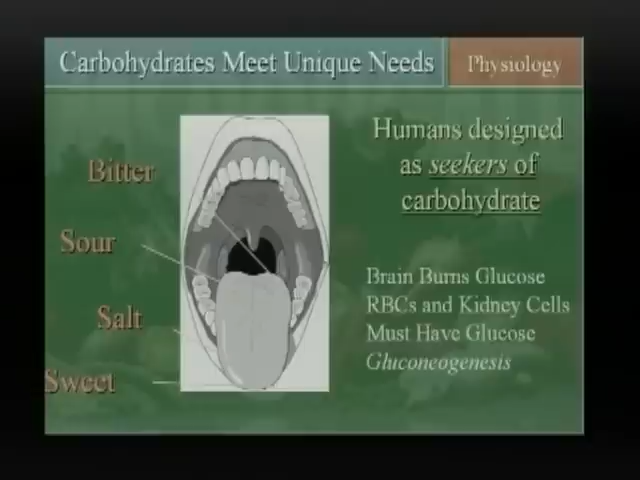 Carbohydrates Meet Unique Needs
Physiology
Humans designed
as seekers of
carbohydrate
Bitter
Sour
Salt
Sweet
Brain Burns Glucose
RBCs and Kidney Cells
Must Have Glucose
Gluconeogenesis